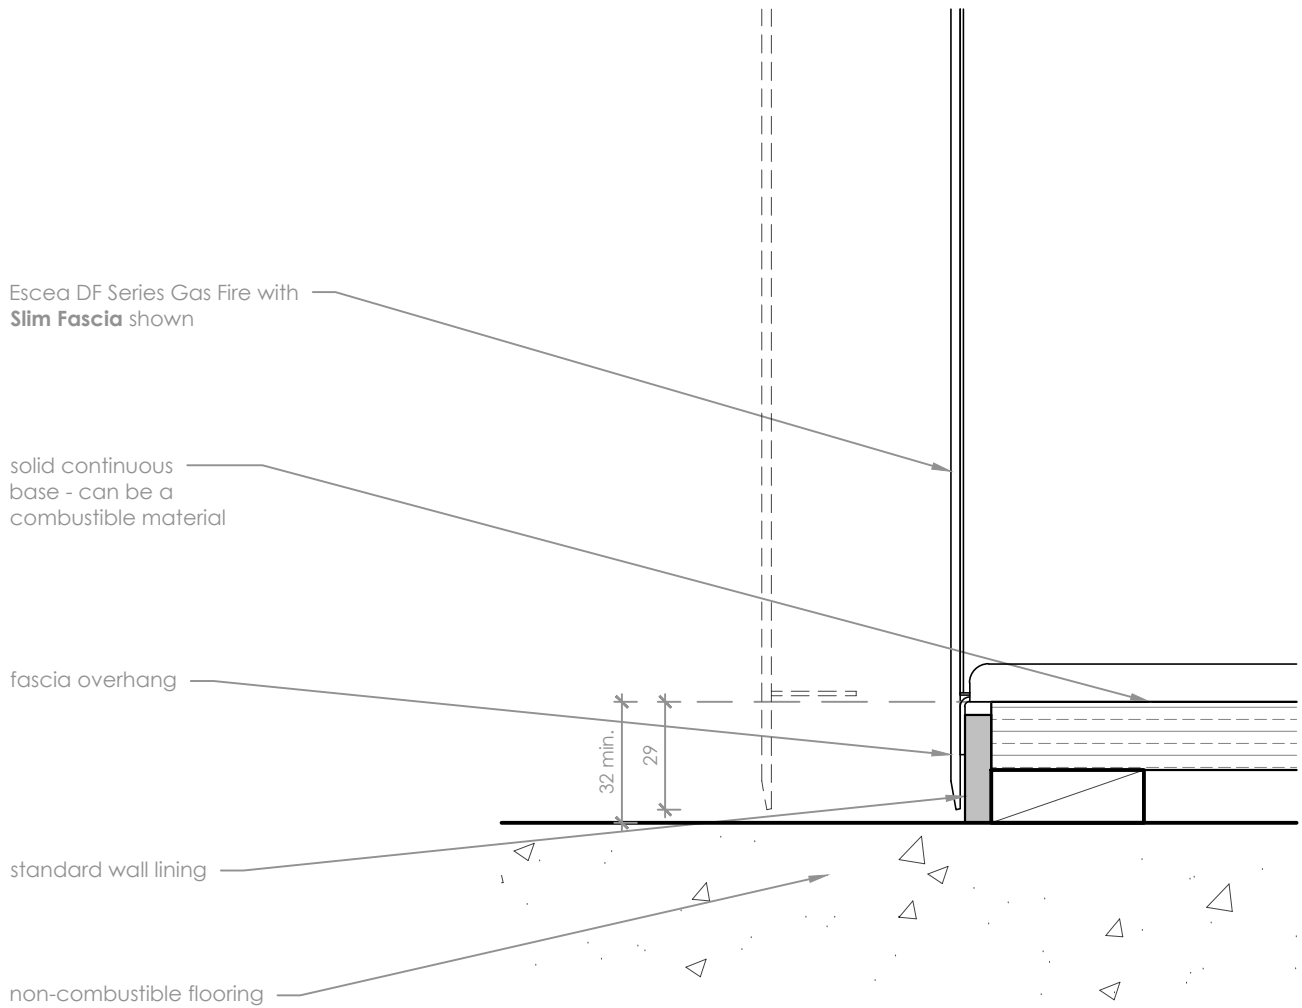 Escea DF Series Gas Fire with
Slim Fascia shown
solid continuous
base - can be a
combustible material
fascia overhang
32 min.
29
standard wall lining
non-combustible flooring